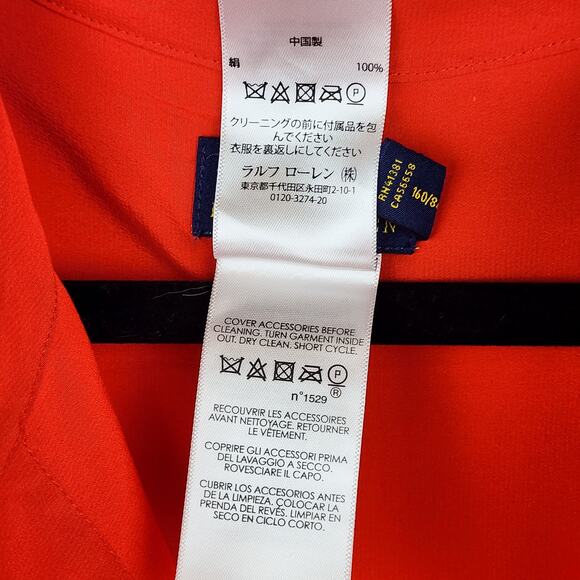 中国製
絹 100%
P
クリーニングの前に付属品を包
んでください
衣服を裏返しにしてください
ラルフ ローレン (株)
東京都千代田区永田町2-10-1
0120-3274-20
RN41381
CA56658
160/8
N
COVER ACCESSORIES BEFORE
CLEANING. TURN GARMENT INSIDE
OUT. DRY CLEAN. SHORT CYCLE.
P
n°1529
R
RECOUVRIR LES ACCESSOIRES
AVANT NETTOYAGE. RETOURNER
LE VÊTEMENT.
COPRIRE GLI ACCESSORI PRIMA
DEL LAVAGGIO A SECCO.
ROVESCIARE IL CAPO.
CUBRIR LOS ACCESORIOS ANTES
DE LA LIMPIEZA. COLOCAR LA
PRENDA DEL REVÉS. LIMPIAR EN
SECO EN CICLO CORTO.